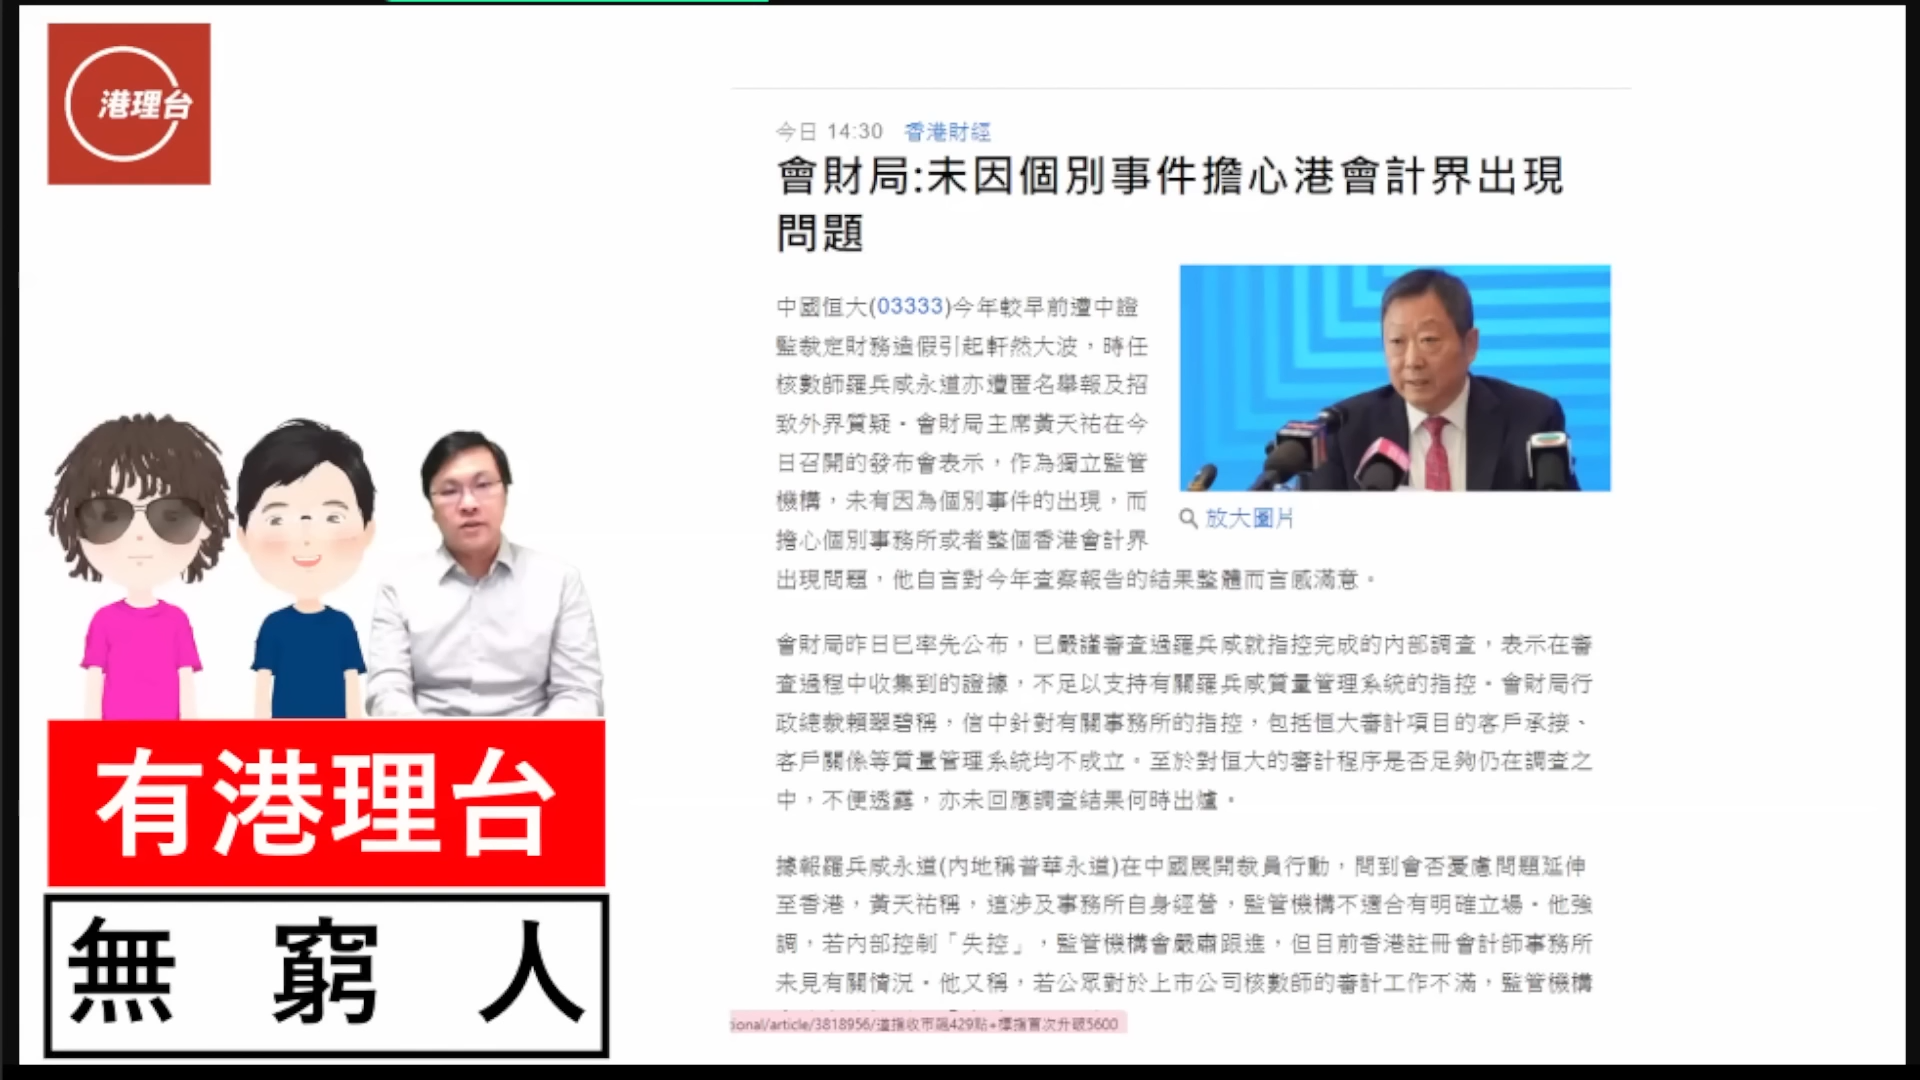 港理台
今日 14:30 香港財經
會財局:未因個別事件擔心港會計界出現
問題
中國恒大(03333)今年較早前遭中證
監裁定財務造假引起軒然大波，時任
核數師羅兵咸永道亦遭匿名舉報及招
致外界質疑。會財局主席黃天祐在今
日召開的發布會表示，作為獨立監管
機構，未有因為個別事件的出現，而
擔心個別事務所或者整個香港會計界
出現問題，他自言對今年查察報告的結果整體而言感滿意。
放大圖片
會財局昨日已率先公布，已嚴謹審查過羅兵咸就指控完成的內部調查，表示在審
查過程中收集到的證據，不足以支持有關羅兵咸質量管理系統的指控。會財局行
政總裁賴翠碧稱，信中針對有關事務所的指控，包括恒大審計項目的客戶承接、
客戶關係等質量管理系統均不成立。至於對恒大的審計程序是否足夠仍在調查之
中，不便透露，亦未回應調查結果何時出爐。
據報羅兵咸永道(內地稱普華永道)在中國展開裁員行動，問到會否憂慮問題延伸
至香港，黃天祐稱，這涉及事務所自身經營，監管機構不適合有明確立場。他強
調，若內部控制「失控」，監管機構會嚴肅跟進，但目前香港註冊會計師事務所
未見有關情況。他又稱，若公眾對於上市公司核數師的審計工作不滿，監管機構
ional/article/3818956/道指收市飆429點+標指首次升破5600
有港理台
無窮人